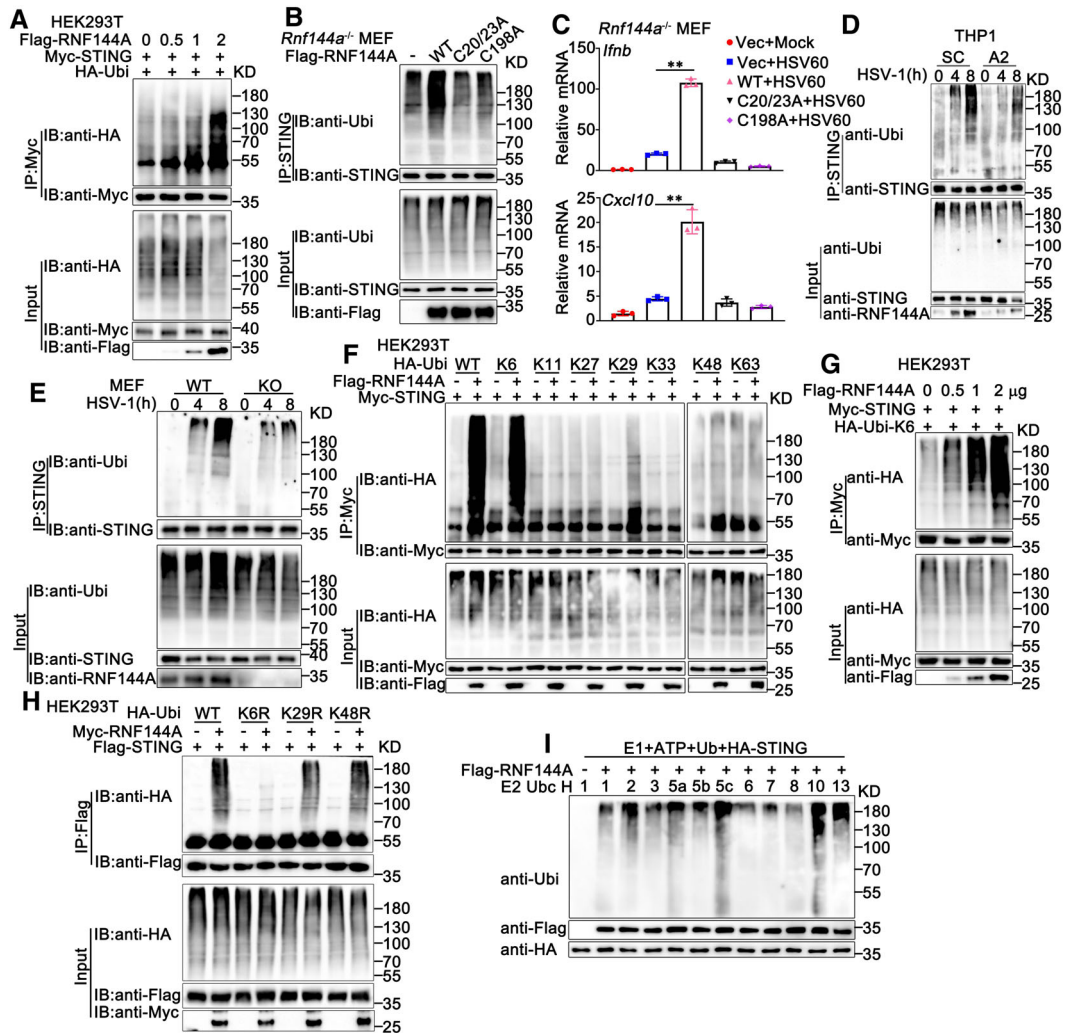 A
HEK293T
Flag-RNF144A 0 0.5 1 2
Myc-STING + + + +
HA-Ubi + + + + KD
IP:Myc
IB:anti-HA
180
130
100
70
55
IB:anti-Myc
35
Input
IB:anti-HA
180
130
100
70
55
IB:anti-Myc 40
IB:anti-Flag 35
B
Rnf144a-/- MEF
Flag-RNF144A - WT C20/23A C198A
KD
IP:STING
IB:anti-Ubi
180
130
100
70
55
IB:anti-STING 35
Input
IB:anti-Ubi
180
130
100
70
55
IB:anti-STING 35
IB:anti-Flag 35
C
Rnf144a-/- MEF
Ifnb
Relative mRNA
150
100
50
0
**
Vec+Mock
Vec+HSV60
WT+HSV60
C20/23A+HSV60
C198A+HSV60
Cxcl10
Relative mRNA
25
20
15
10
5
0
**
D
THP1
SC A2
HSV-1(h) 0 4 8 0 4 8 KD
IP:STING
anti-Ubi
180
130
100
70
55
anti-STING 35
Input
anti-Ubi
180
130
100
70
55
anti-STING 35
anti-RNF144A 25
E
MEF WT KO
HSV-1(h) 0 4 8 0 4 8 KD
IP:STING
IB:anti-Ubi
180
130
100
70
55
IB:anti-STING 35
Input
IB:anti-Ubi
180
130
100
70
55
IB:anti-STING 40
IB:anti-RNF144A 35
F
HEK293T
HA-Ubi WT K6 K11 K27 K29 K33 K48 K63
Flag-RNF144A - + - + - + - + - + - + - + - +
Myc-STING + + + + + + + + + + + + + + + + KD
IP:Myc
IB:anti-HA
180
130
100
70
55
IB:anti-Myc 35
Input
IB:anti-HA
180
130
100
70
55
IB:anti-Myc 35
IB:anti-Flag 25
G
HEK293T
Flag-RNF144A 0 0.5 1 2 μg
Myc-STING + + + +
HA-Ubi-K6 + + + + KD
IP:Myc
anti-HA
180
130
100
70
55
anti-Myc 35
Input
anti-HA
180
130
100
70
55
anti-Myc 35
anti-Flag 25
H
HEK293T
HA-Ubi WT K6R K29R K48R
Myc-RNF144A - + - + - + - +
Flag-STING + + + + + + + + KD
IP:Flag
IB:anti-HA
180
130
100
70
55
IB:anti-Flag 35
Input
IB:anti-HA
180
130
100
70
55
IB:anti-Flag 35
IB:anti-Myc 25
I
E1+ATP+Ub+HA-STING
Flag-RNF144A - + + + + + + + + + + +
E2 Ubc H 1 1 2 3 5a 5b 5c 6 7 8 10 13 KD
anti-Ubi
180
130
100
70
55
anti-Flag 35
anti-HA 35